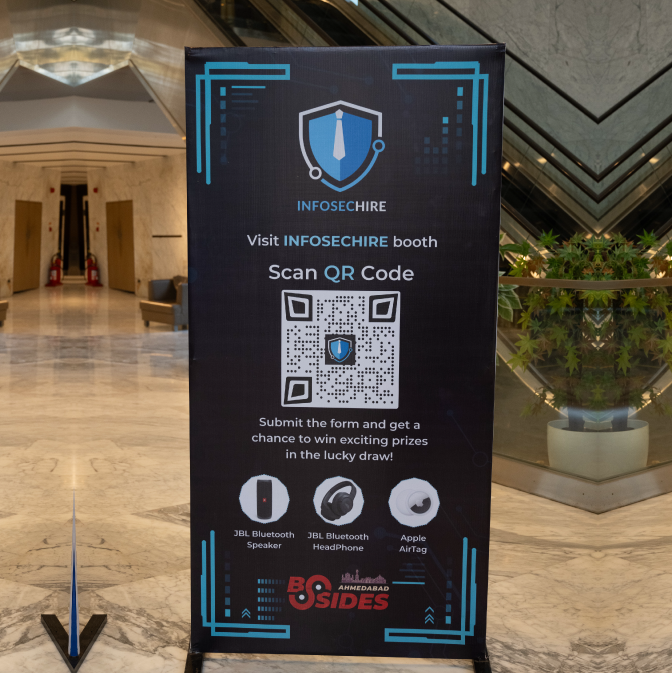 INFOSECHIRE
Visit INFOSECHIRE booth
Scan QR Code
Submit the form and get a
chance to win exciting prizes
in the lucky draw!
JBL Bluetooth
Speaker
JBL Bluetooth
HeadPhone
Apple
AirTag
BSIDES
AHMEDABAD